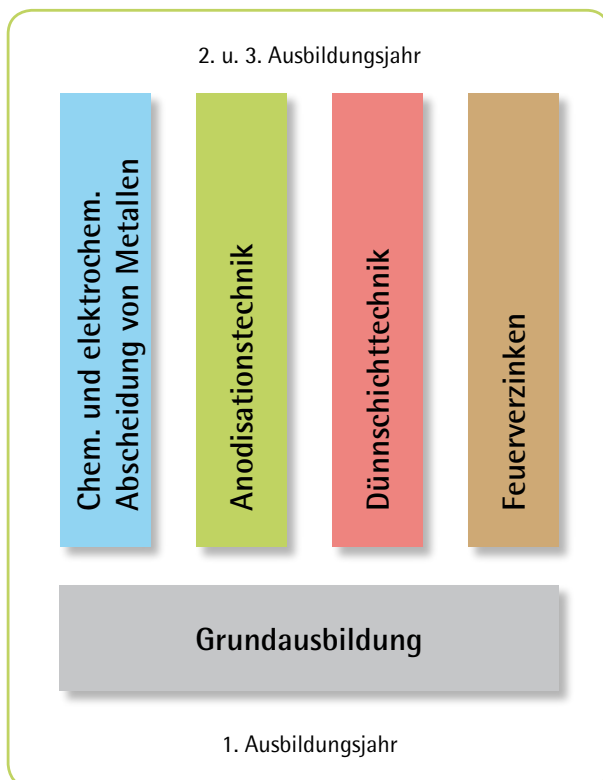 2. u. 3. Ausbildungsjahr
Chem. und elektrochem.
Abscheidung von Metallen
Anodisationstechnik
Dünnschichttechnik
Feuerverzinken
Grundausbildung
1. Ausbildungsjahr